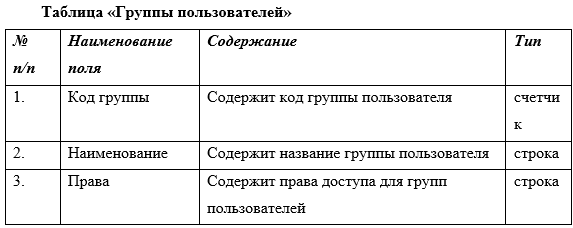 Таблица «Группы пользователей»
№ Наименование Содержание Тип
п/п поля
1. Код группы Содержит код группы пользователя счетчи
к
2. Наименование Содержит название группы пользователя строка
3. Права Содержит права доступа для групп строка
пользователей